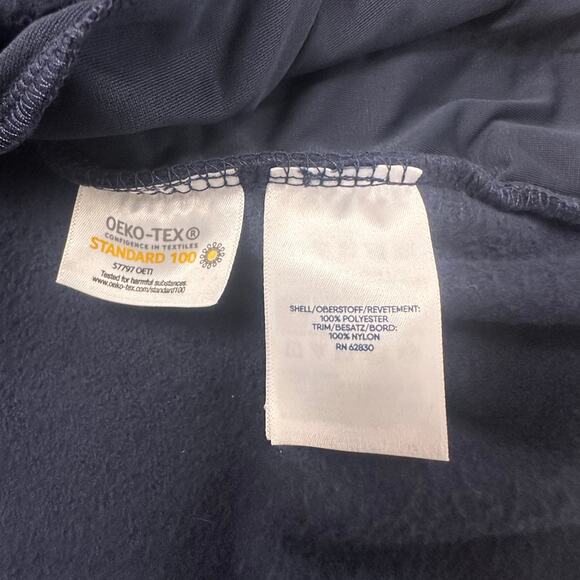 OEKO-TEX®
CONFIDENCE IN TEXTILES
STANDARD 100
57797 OETI
Tested for harmful substances.
www.oeko-tex.com/standard100
SHELL/OBERSTOFF/REVETEMENT:
100% POLYESTER
TRIM/BESATZ/BORD:
100% NYLON
RN 62830